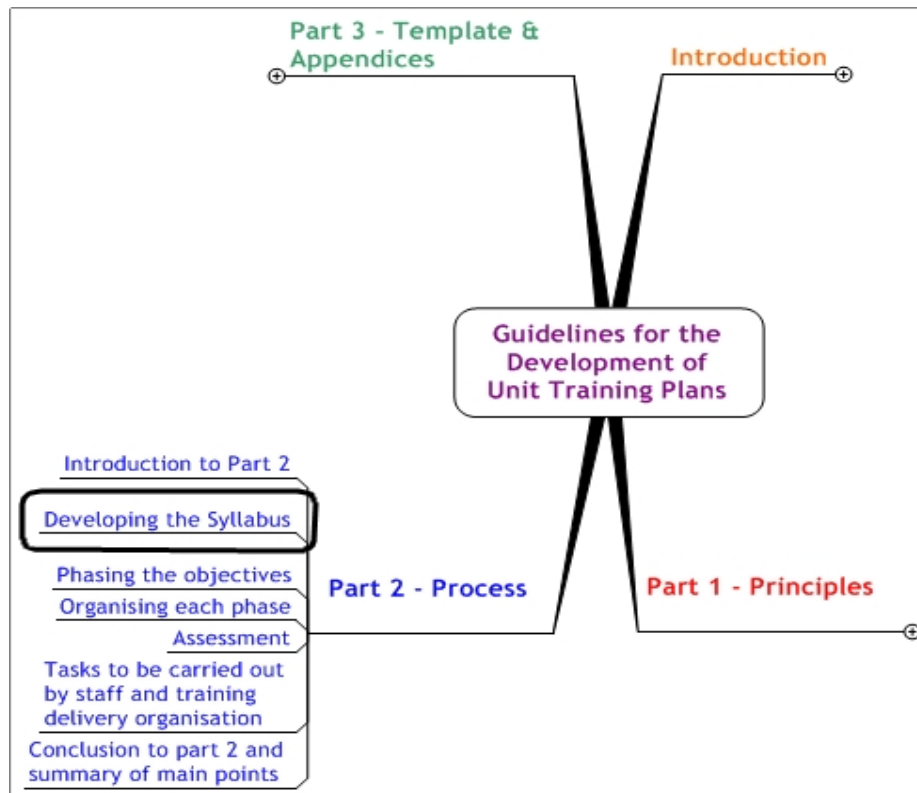 Part 3 - Template &
Appendices
Introduction
Guidelines for the
Development of
Unit Training Plans
Introduction to Part 2
Developing the Syllabus
Phasing the objectives
Organising each phase
Assessment
Tasks to be carried out
by staff and training
delivery organisation
Conclusion to part 2 and
summary of main points
Part 2 - Process
Part 1 - Principles